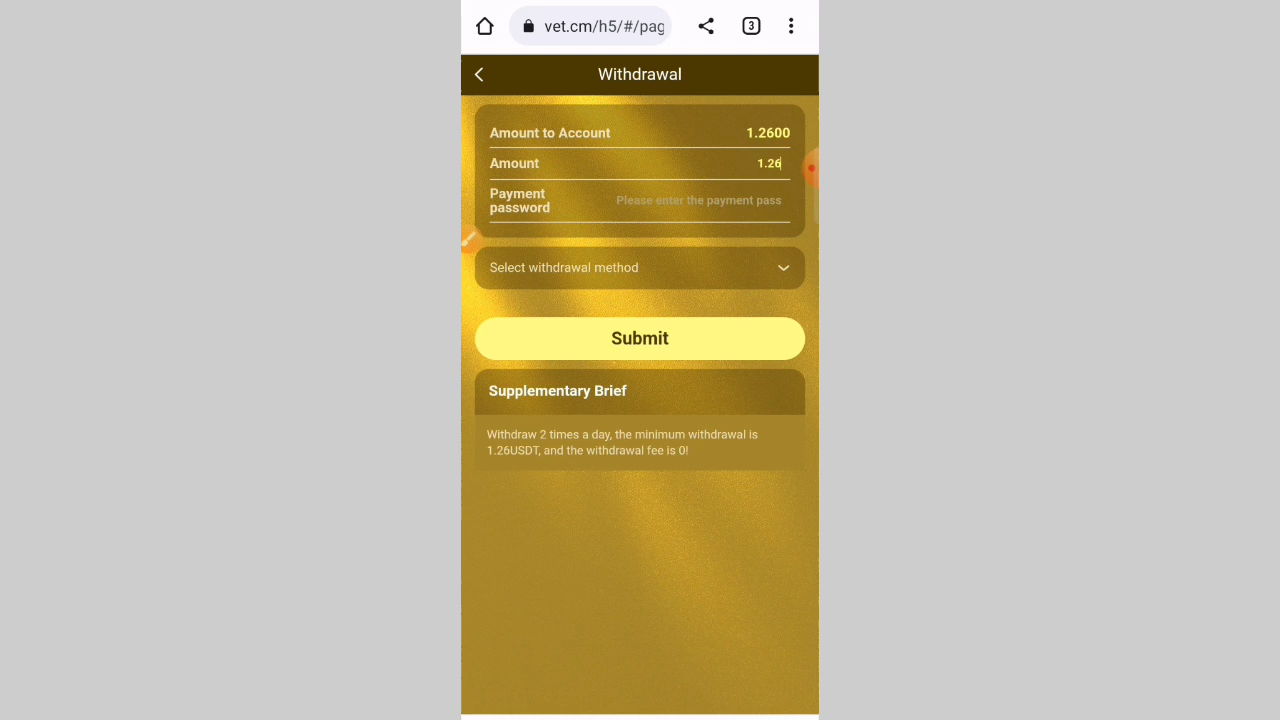 vet.cm/h5/#/pag
3
Withdrawal
Amount to Account 1.2600
Amount 1.26
Payment password Please enter the payment pass
Select withdrawal method
Submit
Supplementary Brief
Withdraw 2 times a day, the minimum withdrawal is
1.26USDT, and the withdrawal fee is 0!